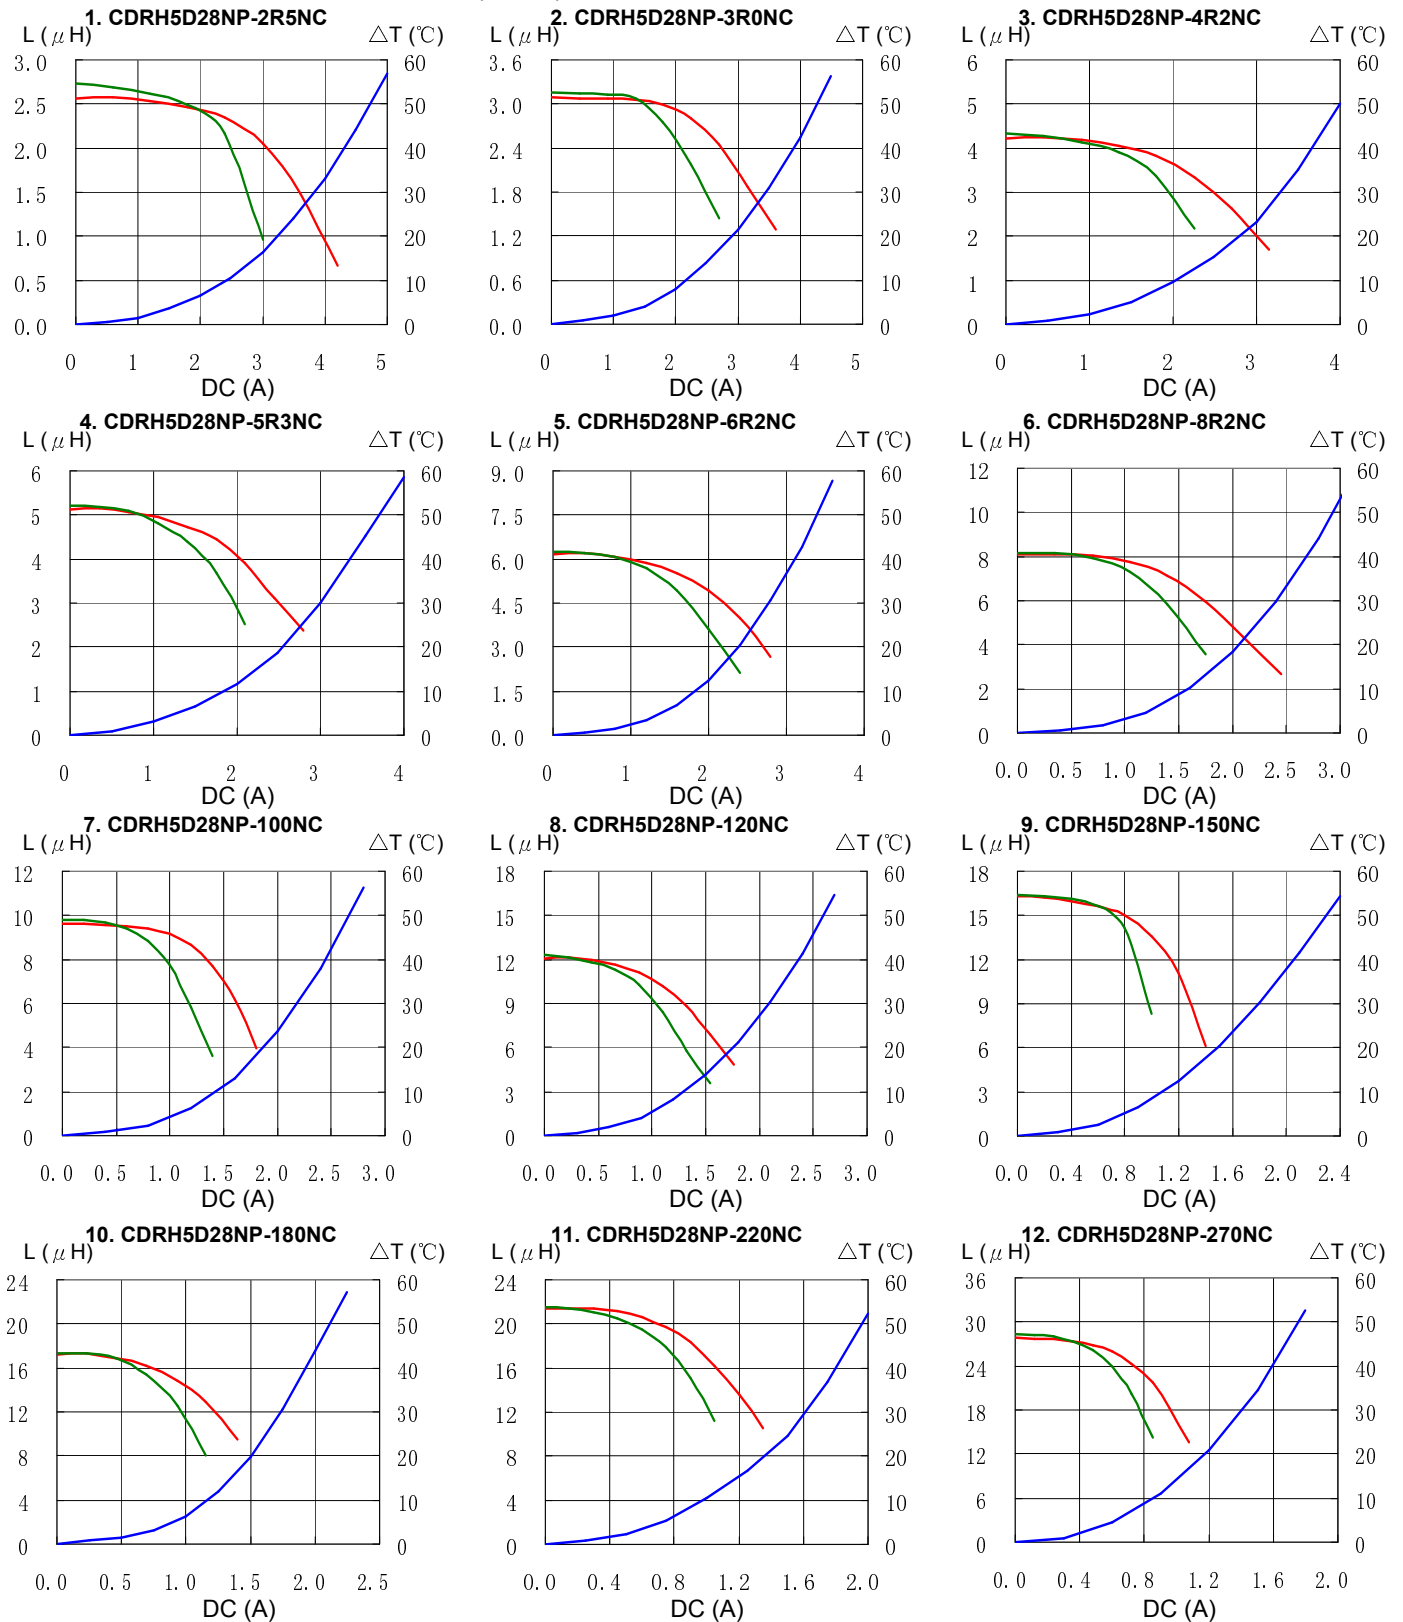 1. CDRH5D28NP-2R5NC
L (μH) △T (℃)
3.0 60
2.5 50
2.0 40
1.5 30
1.0 20
0.5 10
0.0 0
0 1 2 3 4 5
DC (A)
2. CDRH5D28NP-3R0NC
L (μH) △T (℃)
3.6 60
3.0 50
2.4 40
1.8 30
1.2 20
0.6 10
0.0 0
0 1 2 3 4 5
DC (A)
3. CDRH5D28NP-4R2NC
L (μH) △T (℃)
6 60
5 50
4 40
3 30
2 20
1 10
0 0
0 1 2 3 4
DC (A)
4. CDRH5D28NP-5R3NC
L (μH) △T (℃)
6 60
5 50
4 40
3 30
2 20
1 10
0 0
0 1 2 3 4
DC (A)
5. CDRH5D28NP-6R2NC
L (μH) △T (℃)
9.0 60
7.5 50
6.0 40
4.5 30
3.0 20
1.5 10
0.0 0
0 1 2 3 4
DC (A)
6. CDRH5D28NP-8R2NC
L (μH) △T (℃)
12 60
10 50
8 40
6 30
4 20
2 10
0 0
0.0 0.5 1.0 1.5 2.0 2.5 3.0
DC (A)
7. CDRH5D28NP-100NC
L (μH) △T (℃)
12 60
10 50
8 40
6 30
4 20
2 10
0 0
0.0 0.5 1.0 1.5 2.0 2.5 3.0
DC (A)
8. CDRH5D28NP-120NC
L (μH) △T (℃)
18 60
15 50
12 40
9 30
6 20
3 10
0 0
0.0 0.5 1.0 1.5 2.0 2.5 3.0
DC (A)
9. CDRH5D28NP-150NC
L (μH) △T (℃)
18 60
15 50
12 40
9 30
6 20
3 10
0 0
0.0 0.4 0.8 1.2 1.6 2.0 2.4
DC (A)
10. CDRH5D28NP-180NC
L (μH) △T (℃)
24 60
20 50
16 40
12 30
8 20
4 10
0 0
0.0 0.5 1.0 1.5 2.0 2.5
DC (A)
11. CDRH5D28NP-220NC
L (μH) △T (℃)
24 60
20 50
16 40
12 30
8 20
4 10
0 0
0.0 0.4 0.8 1.2 1.6 2.0
DC (A)
12. CDRH5D28NP-270NC
L (μH) △T (℃)
36 60
30 50
24 40
18 30
12 20
6 10
0 0
0.0 0.4 0.8 1.2 1.6 2.0
DC (A)